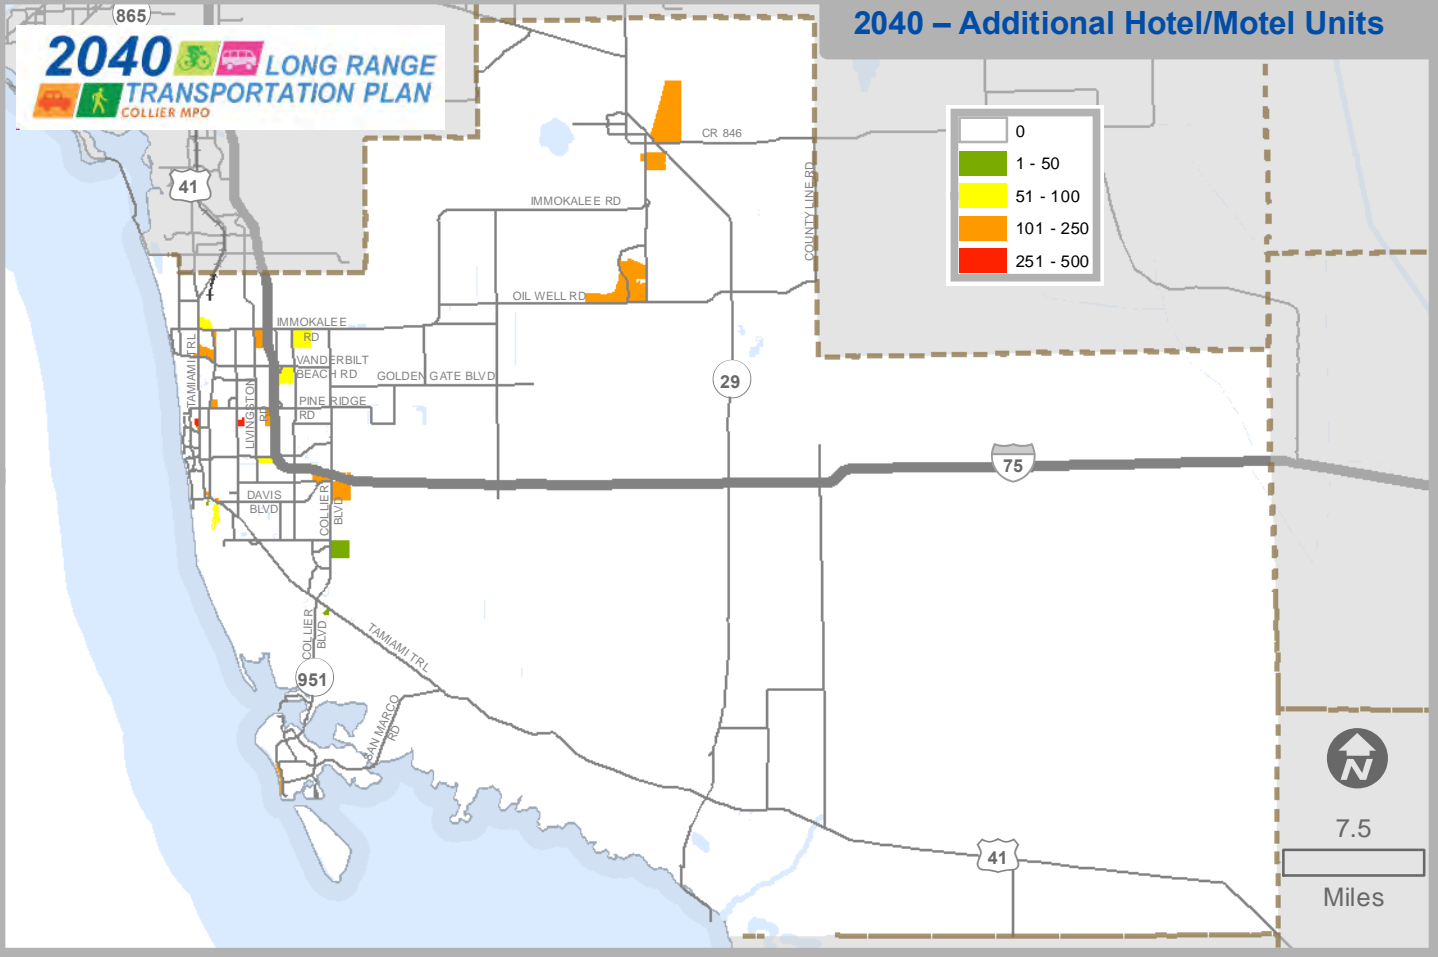 865
2040 – Additional Hotel/Motel Units
2040 LONG RANGE
TRANSPORTATION PLAN
COLLIER MPO
0
1 - 50
51 - 100
101 - 250
251 - 500
CR 846
41
IMMOKALEE RD
COUNTY LINE RD
OIL WELL RD
IMMOKALEE
RD
TAMIAMI TRL
VANDERBILT
BEACH RD
GOLDEN GATE BLVD
29
PINE RIDGE
RD
LIVINGSTON
RD
75
DAVIS
BLVD
COLLIER
BLVD
COLLIER
BLVD
TAMIAMI TRL
951
SAN MARCO
RD
41
N
7.5
Miles